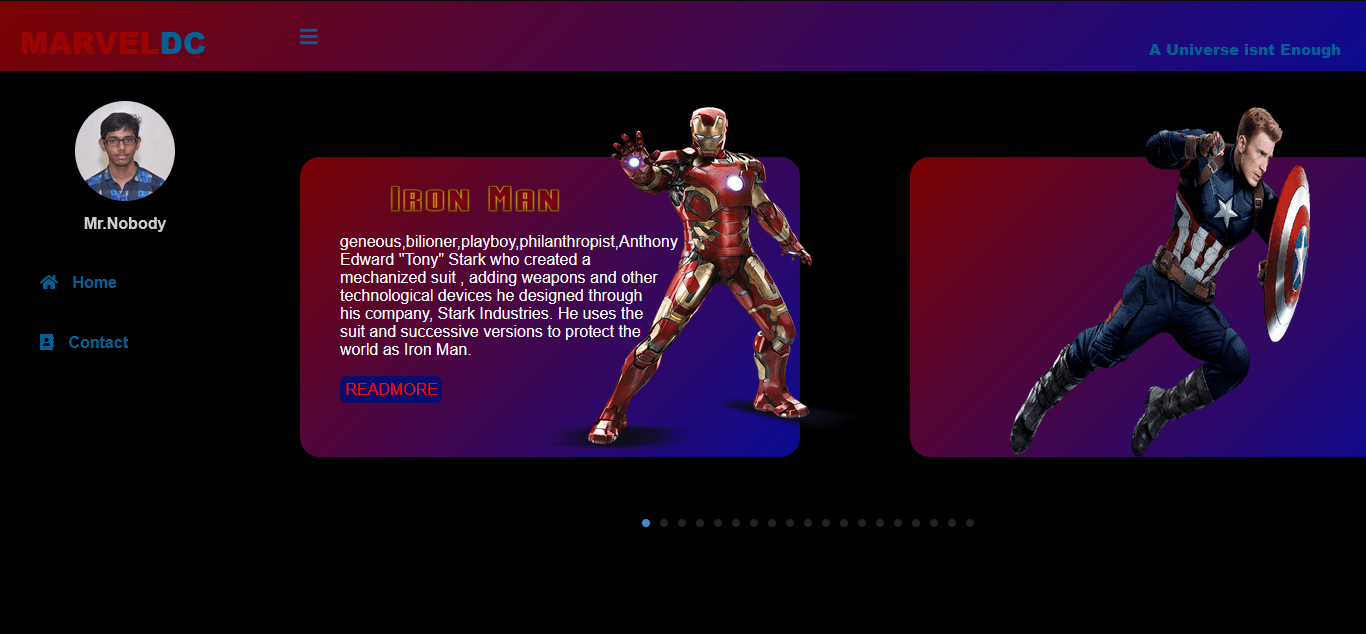 MARVELDC
A Universe isnt Enough
Mr.Nobody
Home
Contact
Iron Man
geneous,bilioner,playboy,philanthropist,Anthony
Edward "Tony" Stark who created a
mechanized suit , adding weapons and other
technological devices he designed through
his company, Stark Industries. He uses the
suit and successive versions to protect the
world as Iron Man.
READMORE